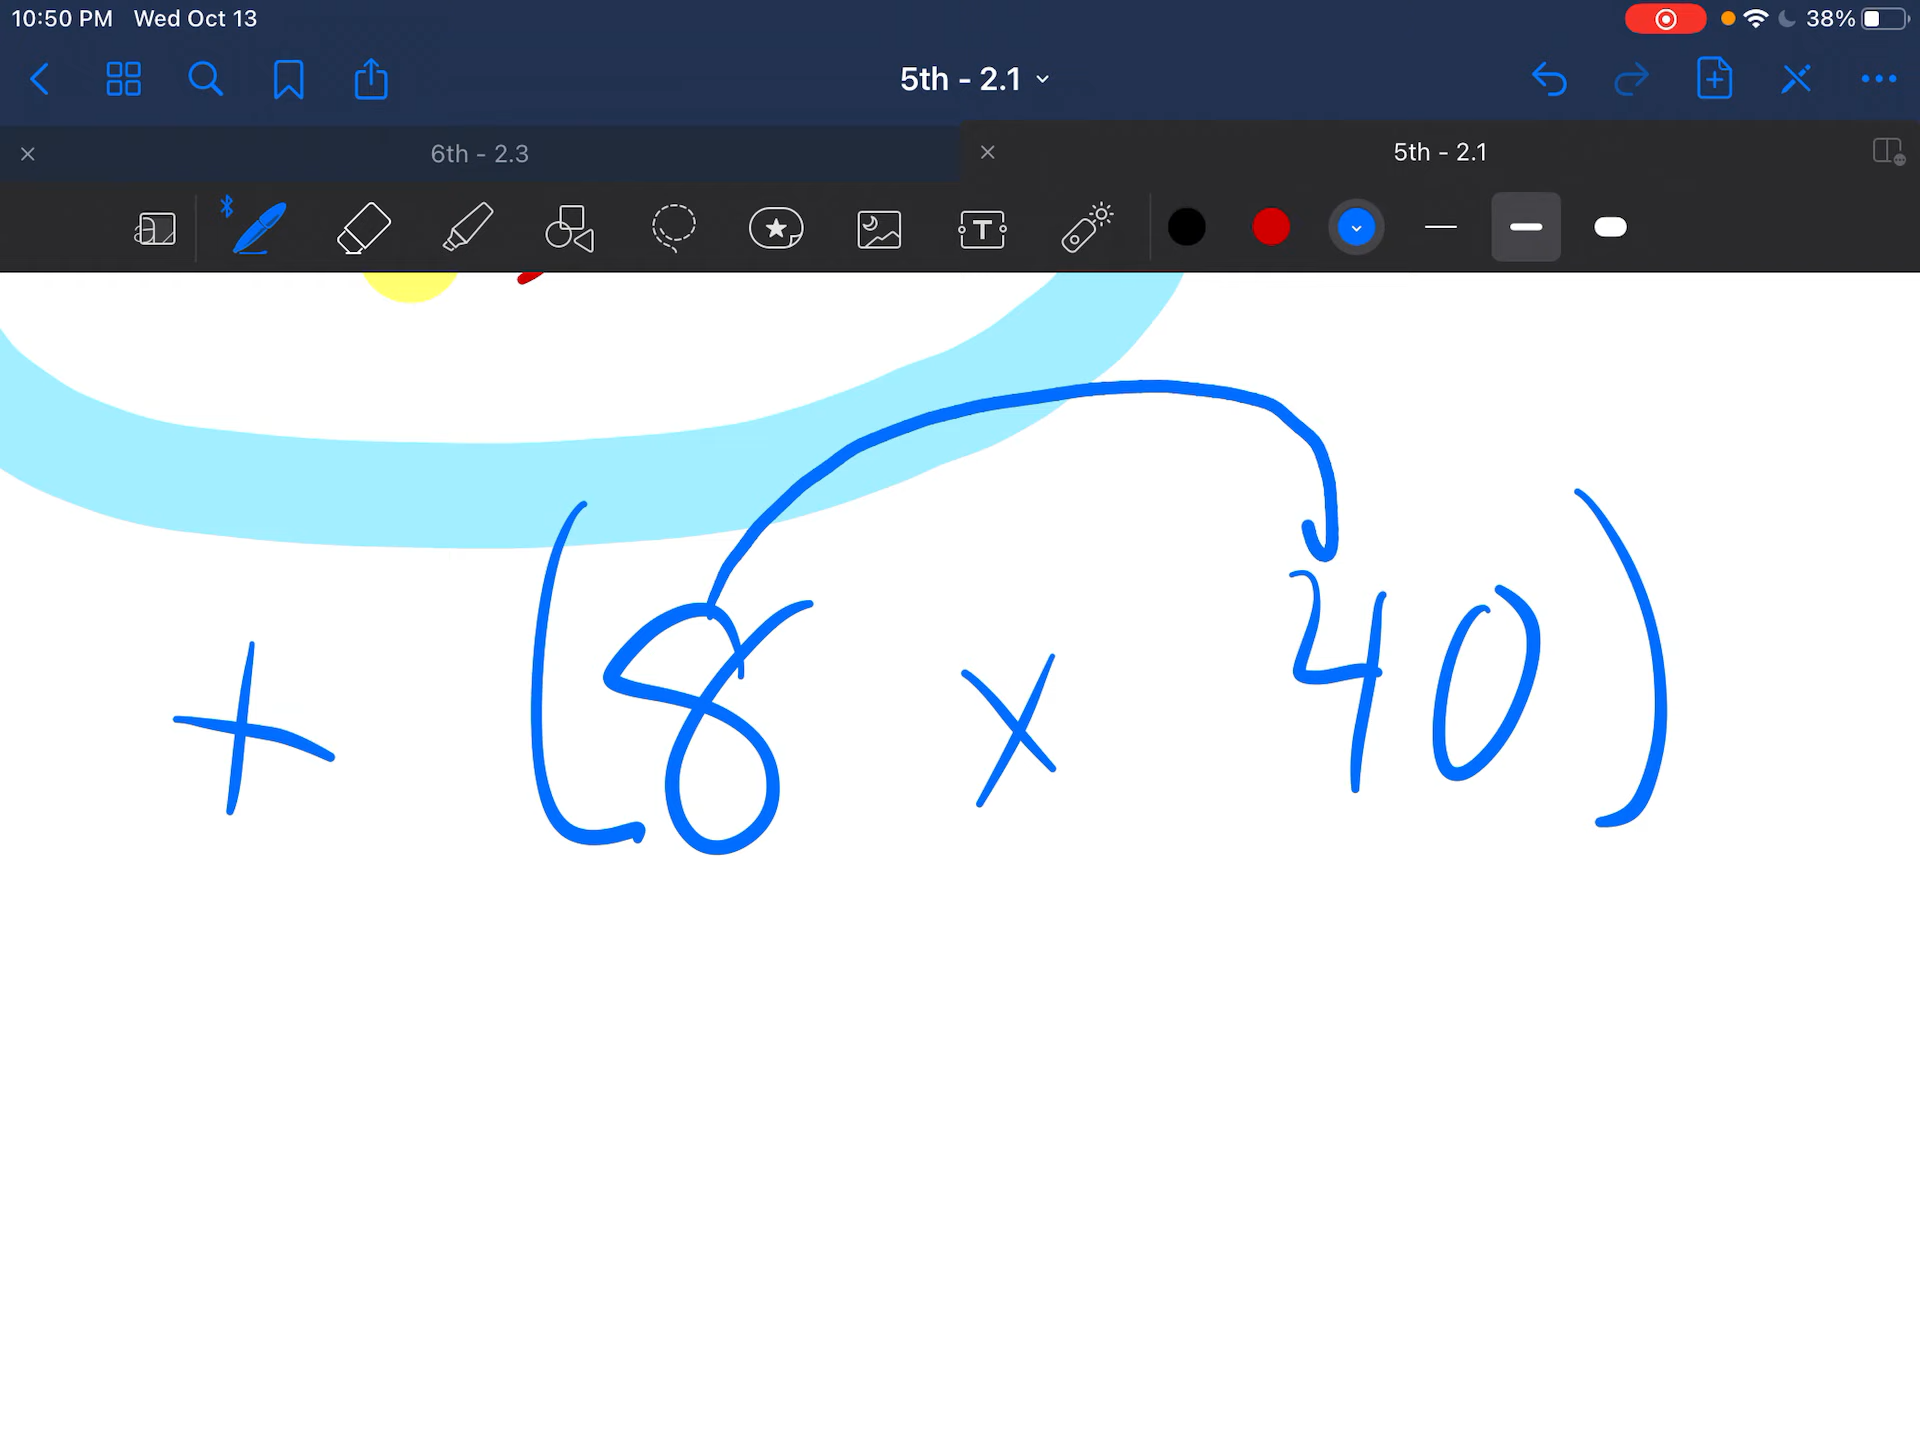 10:50 PM Wed Oct 13 38%
5th - 2.1
6th - 2.3 5th - 2.1
T
+ (8 x 40)